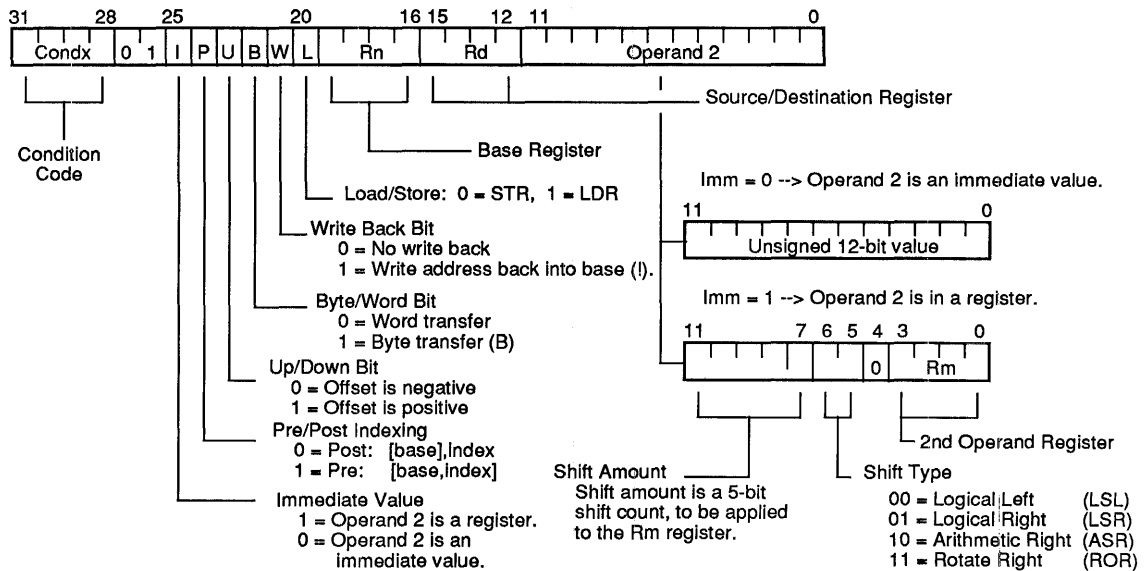 31 28 25 20 16 15 12 11 0
Condx 0 1 I P U B W L Rn Rd Operand 2
Source/Destination Register
Base Register
Condition
Code
Imm = 0 --> Operand 2 is an immediate value.
Load/Store: 0 = STR, 1 = LDR
11 0
Unsigned 12-bit value
Write Back Bit
0 = No write back
1 = Write address back into base (!).
Imm = 1 --> Operand 2 is in a register.
Byte/Word Bit
0 = Word transfer
1 = Byte transfer (B)
11 7 6 5 4 3 0
0 Rm
Up/Down Bit
0 = Offset is negative
1 = Offset is positive
Pre/Post Indexing
0 = Post: [base],index
1 = Pre: [base,index]
2nd Operand Register
Shift Amount
Shift amount is a 5-bit
shift count, to be applied
to the Rm register.
Shift Type
00 = Logical Left (LSL)
01 = Logical Right (LSR)
10 = Arithmetic Right (ASR)
11 = Rotate Right (ROR)
Immediate Value
1 = Operand 2 is a register.
0 = Operand 2 is an
immediate value.